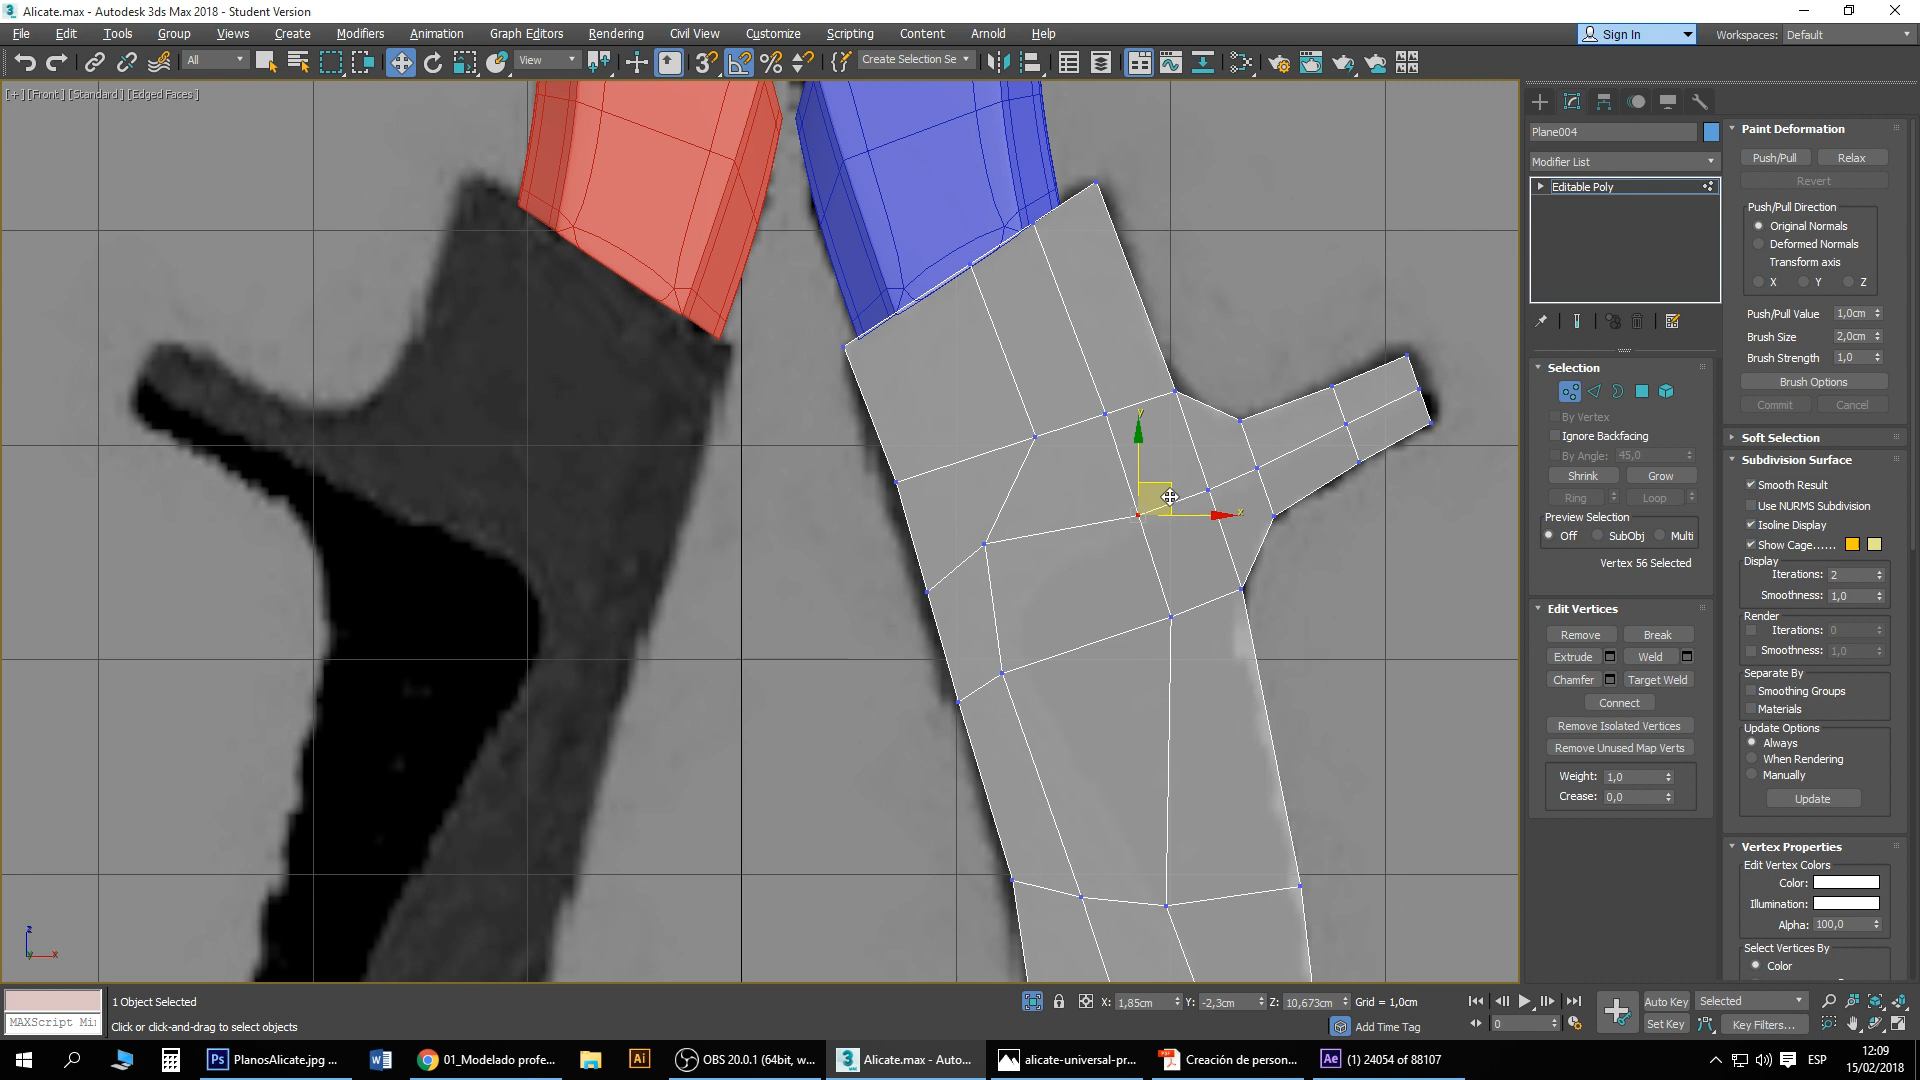 Alicate.max - Autodesk 3ds Max 2018 - Student Version
File Edit Tools Group Views Create Modifiers Animation Graph Editors Rendering Civil View Customize Scripting Content Arnold Help
Sign In
Workspaces: Default
All
View
Create Selection Se
[+] [Front] [Standard] [Edged Faces]
Plane004
Modifier List
Editable Poly
Selection
By Vertex
Ignore Backfacing
By Angle: 45,0
Shrink Grow
Ring Loop
Preview Selection
Off SubObj Multi
Vertex 56 Selected
Edit Vertices
Remove Break
Extrude Weld
Chamfer Target Weld
Connect
Remove Isolated Vertices
Remove Unused Map Verts
Weight: 1,0
Crease: 0,0
Paint Deformation
Push/Pull Relax
Revert
Push/Pull Direction
Original Normals
Deformed Normals
Transform axis
X Y Z
Push/Pull Value 1,0cm
Brush Size 2,0cm
Brush Strength 1,0
Brush Options
Commit Cancel
Soft Selection
Subdivision Surface
Smooth Result
Use NURMS Subdivision
Isoline Display
Show Cage......
Display
Iterations: 2
Smoothness: 1,0
Render
Iterations: 0
Smoothness: 1,0
Separate By
Smoothing Groups
Materials
Update Options
Always
When Rendering
Manually
Update
Vertex Properties
Edit Vertex Colors
Color:
Illumination:
Alpha: 100,0
Select Vertices By
Color
y
x
z
y
x
1 Object Selected
MAXScript Mi
Click or click-and-drag to select objects
X: 1,85cm Y: -2,3cm Z: 10,673cm Grid = 1,0cm
Add Time Tag
0
Auto Key Selected
Set Key Key Filters...
PlanosAlicate.jpg ...
01_Modelado profe...
OBS 20.0.1 (64bit, w...
Alicate.max - Auto...
alicate-universal-pr...
Creación de person...
(1) 24054 of 88107
ESP
12:09
15/02/2018